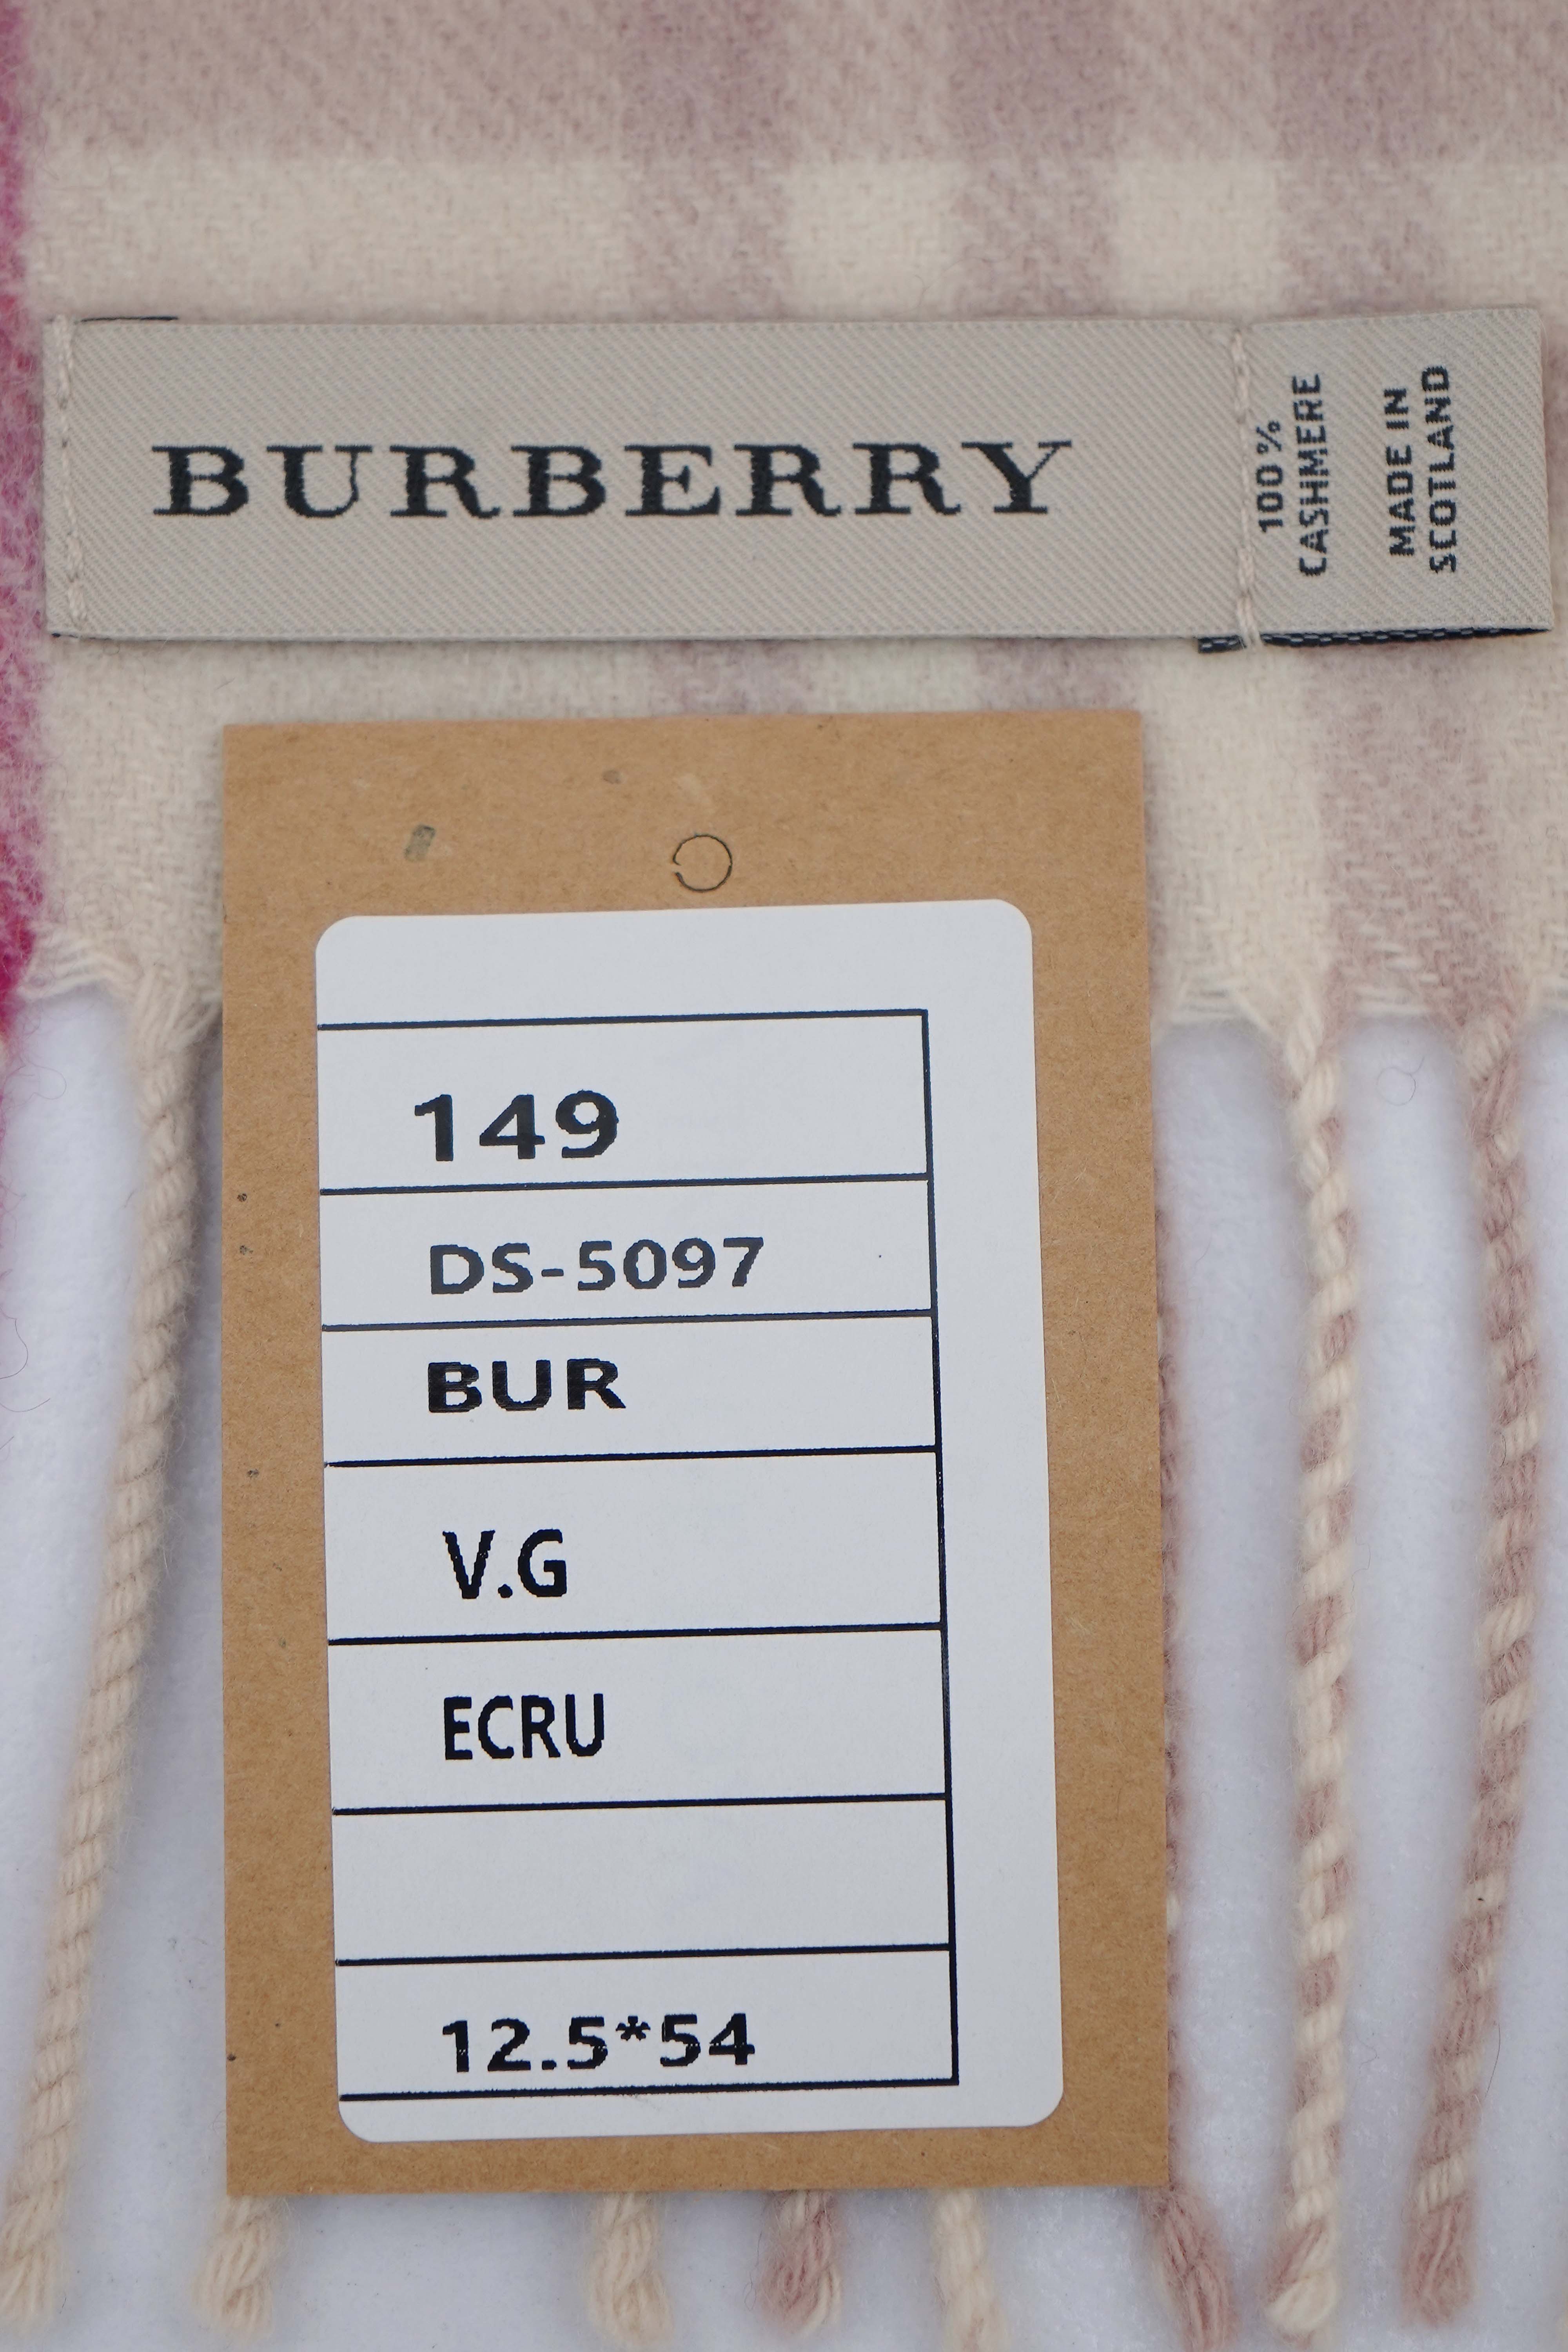 BURBERRY
100%
CASHMERE
MADE IN
SCOTLAND
149
DS-5097
BUR
V.G
ECRU
12.5*54